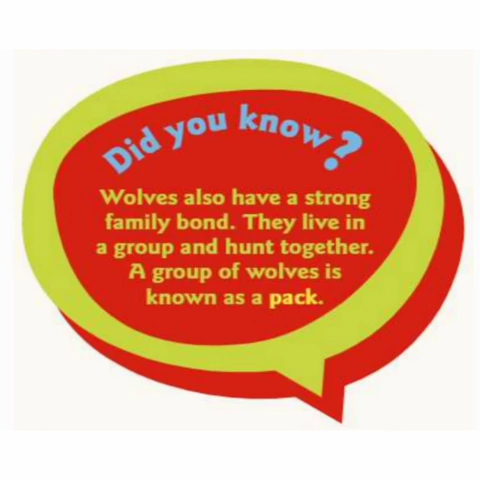 Did you know?
Wolves also have a strong
family bond. They live in
a group and hunt together.
A group of wolves is
known as a pack.